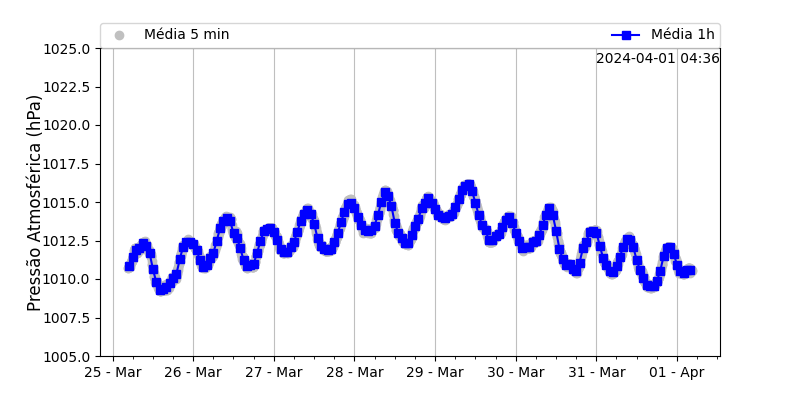 Média 5 min
Média 1h
2024-04-01 04:36
Pressão Atmosférica (hPa)
1025.0
1022.5
1020.0
1017.5
1015.0
1012.5
1010.0
1007.5
1005.0
25 - Mar
26 - Mar
27 - Mar
28 - Mar
29 - Mar
30 - Mar
31 - Mar
01 - Apr